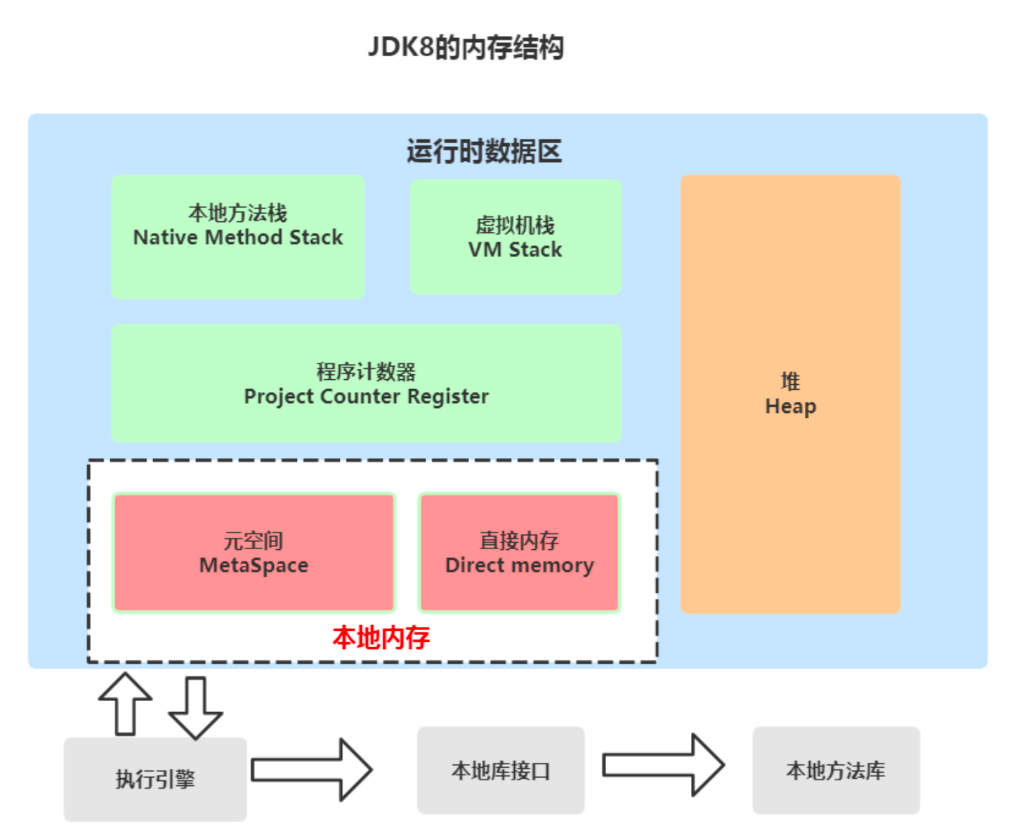 JDK8的内存结构
运行时数据区
本地方法栈
Native Method Stack
虚拟机栈
VM Stack
程序计数器
Project Counter Register
堆
Heap
元空间
MetaSpace
直接内存
Direct memory
本地内存
执行引擎
本地库接口
本地方法库